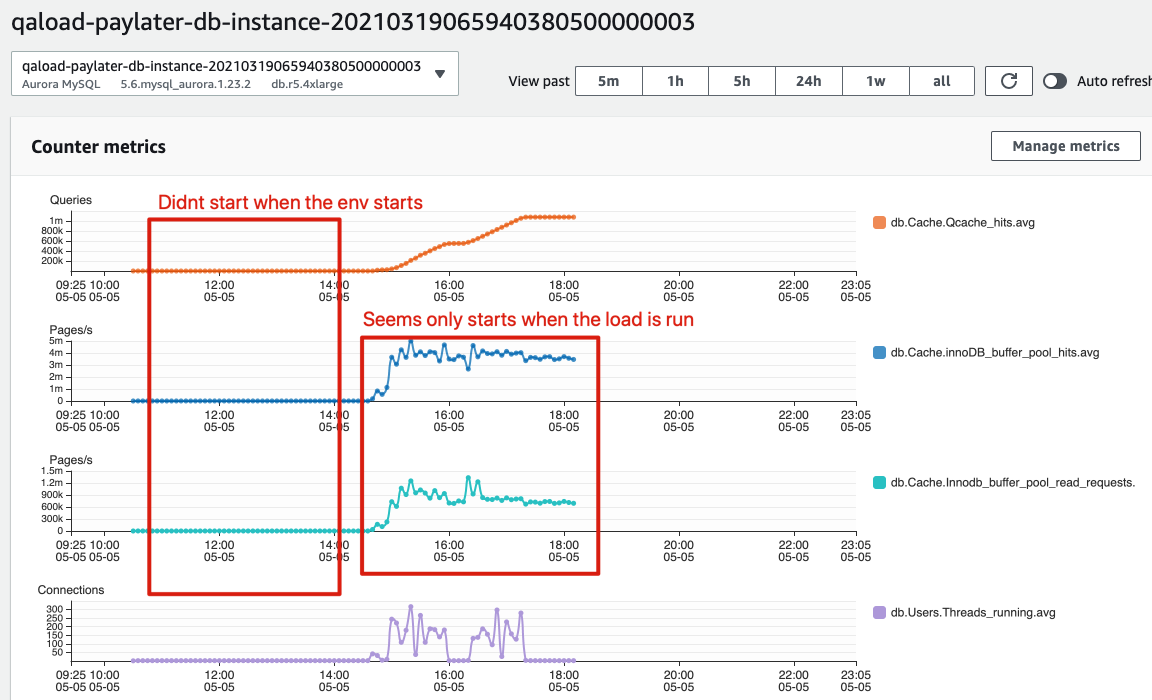 qaload-paylater-db-instance-20210319065940380500000003
qaload-paylater-db-instance-20210319065940380500000003
Aurora MySQL 5.6.mysql_aurora.1.23.2 db.r5.4xlarge
View past 5m 1h 5h 24h 1w all Auto refresh
Counter metrics
Manage metrics
Didnt start when the env starts
Queries
1m
800k
600k
400k
200k
db.Cache.Qcache_hits.avg
09:25 10:00 12:00 14:00 16:00 18:00 20:00 22:00 23:05
05-05 05-05 05-05 05-05 05-05 05-05 05-05 05-05 05-05
Seems only starts when the load is run
Pages/s
5m
4m
3m
2m
1m
0
db.Cache.innoDB_buffer_pool_hits.avg
09:25 10:00 12:00 14:00 16:00 18:00 20:00 22:00 23:05
05-05 05-05 05-05 05-05 05-05 05-05 05-05 05-05 05-05
Pages/s
1.5m
1.2m
900k
600k
300k
0
db.Cache.Innodb_buffer_pool_read_requests.
09:25 10:00 12:00 14:00 16:00 18:00 20:00 22:00 23:05
05-05 05-05 05-05 05-05 05-05 05-05 05-05 05-05 05-05
Connections
300
250
200
150
100
50
db.Users.Threads_running.avg
09:25 10:00 12:00 14:00 16:00 18:00 20:00 22:00 23:05
05-05 05-05 05-05 05-05 05-05 05-05 05-05 05-05 05-05